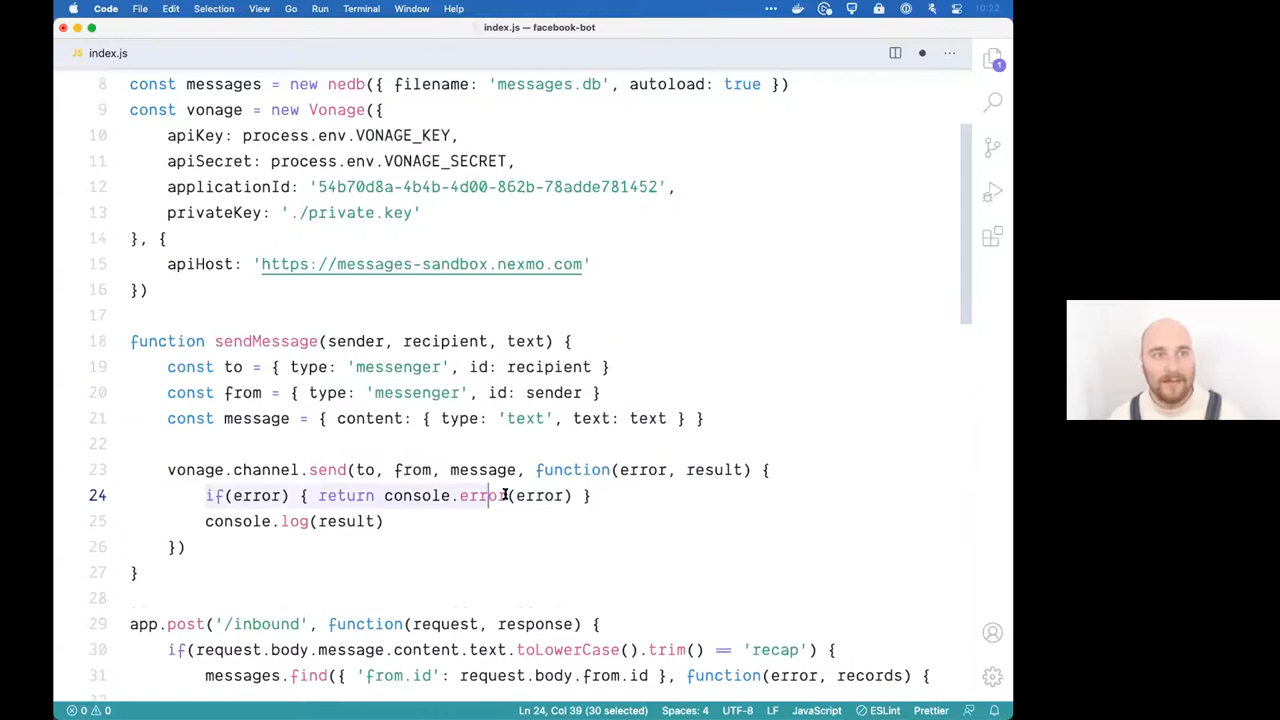 Code File Edit Selection View Go Run Terminal Window Help 10:22
index.js — facebook-bot
JS index.js
8 const messages = new nedb({ filename: 'messages.db', autoload: true })
9 const vonage = new Vonage({
10 apiKey: process.env.VONAGE_KEY,
11 apiSecret: process.env.VONAGE_SECRET,
12 applicationId: '54b70d8a-4b4b-4d00-862b-78adde781452',
13 privateKey: './private.key'
14 }, {
15 apiHost: 'https://messages-sandbox.nexmo.com'
16 })
17
18 function sendMessage(sender, recipient, text) {
19 const to = { type: 'messenger', id: recipient }
20 const from = { type: 'messenger', id: sender }
21 const message = { content: { type: 'text', text: text } }
22
23 vonage.channel.send(to, from, message, function(error, result) {
24 if(error) { return console.error(error) }
25 console.log(result)
26 })
27 }
28
29 app.post('/inbound', function(request, response) {
30 if(request.body.message.content.text.toLowerCase().trim() == 'recap') {
31 messages.find({ 'from.id': request.body.from.id }, function(error, records) {
1
0 0 Ln 24, Col 39 (30 selected) Spaces: 4 UTF-8 LF JavaScript ESLint Prettier